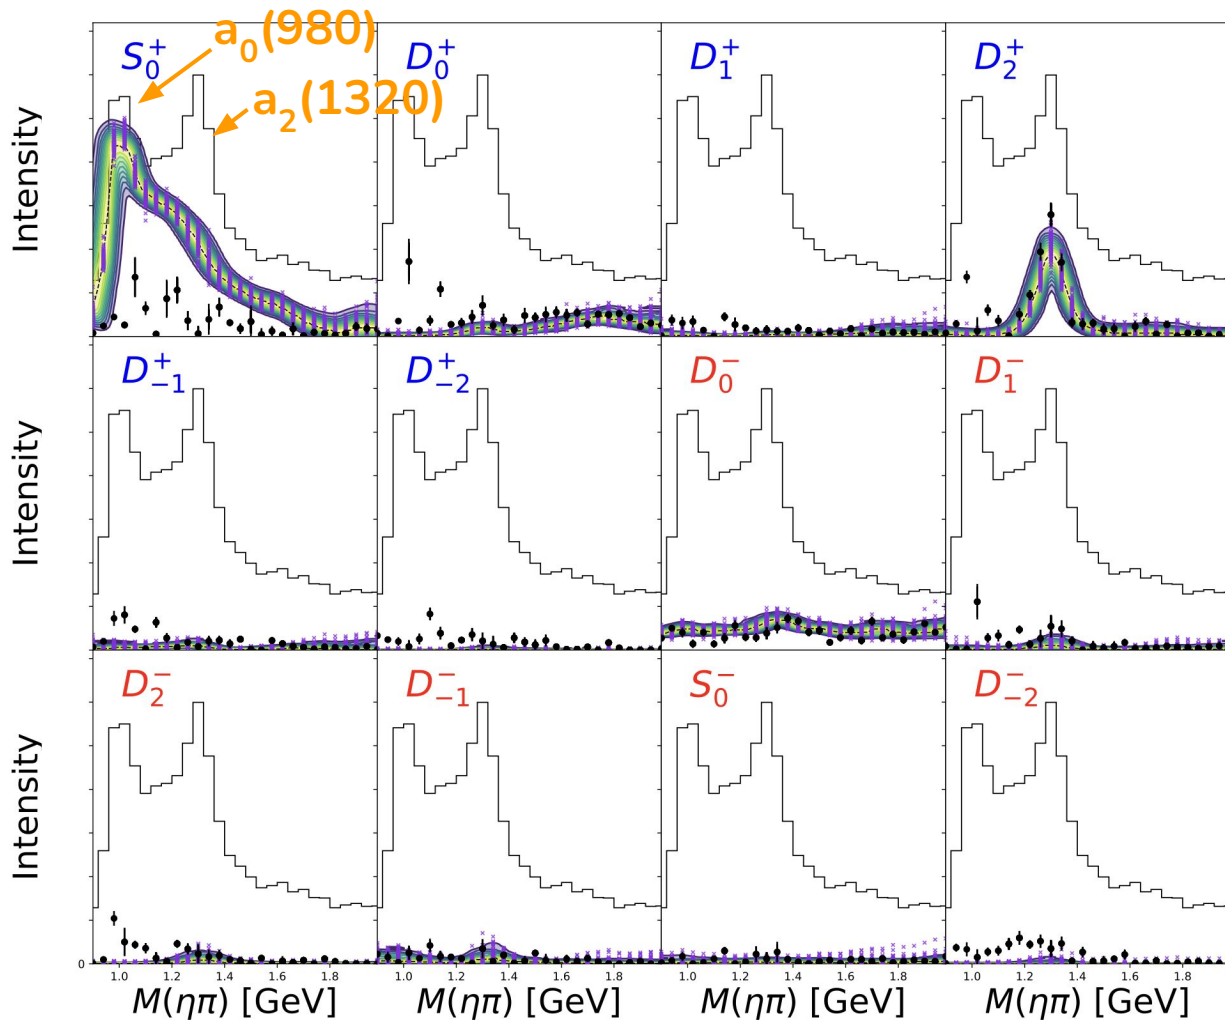 a₀(980)
S₀⁺ D₀⁺ D₁⁺ D₂⁺
a₂(1320)
Intensity
D₋₁⁺ D₋₂⁺ D₀⁻ D₁⁻
Intensity
D₂⁻ D₋₁⁻ S₀⁻ D₋₂⁻
Intensity
0
1.0 1.2 1.4 1.6 1.8 1.0 1.2 1.4 1.6 1.8 1.0 1.2 1.4 1.6 1.8 1.0 1.2 1.4 1.6 1.8
M(ηπ) [GeV] M(ηπ) [GeV] M(ηπ) [GeV] M(ηπ) [GeV]